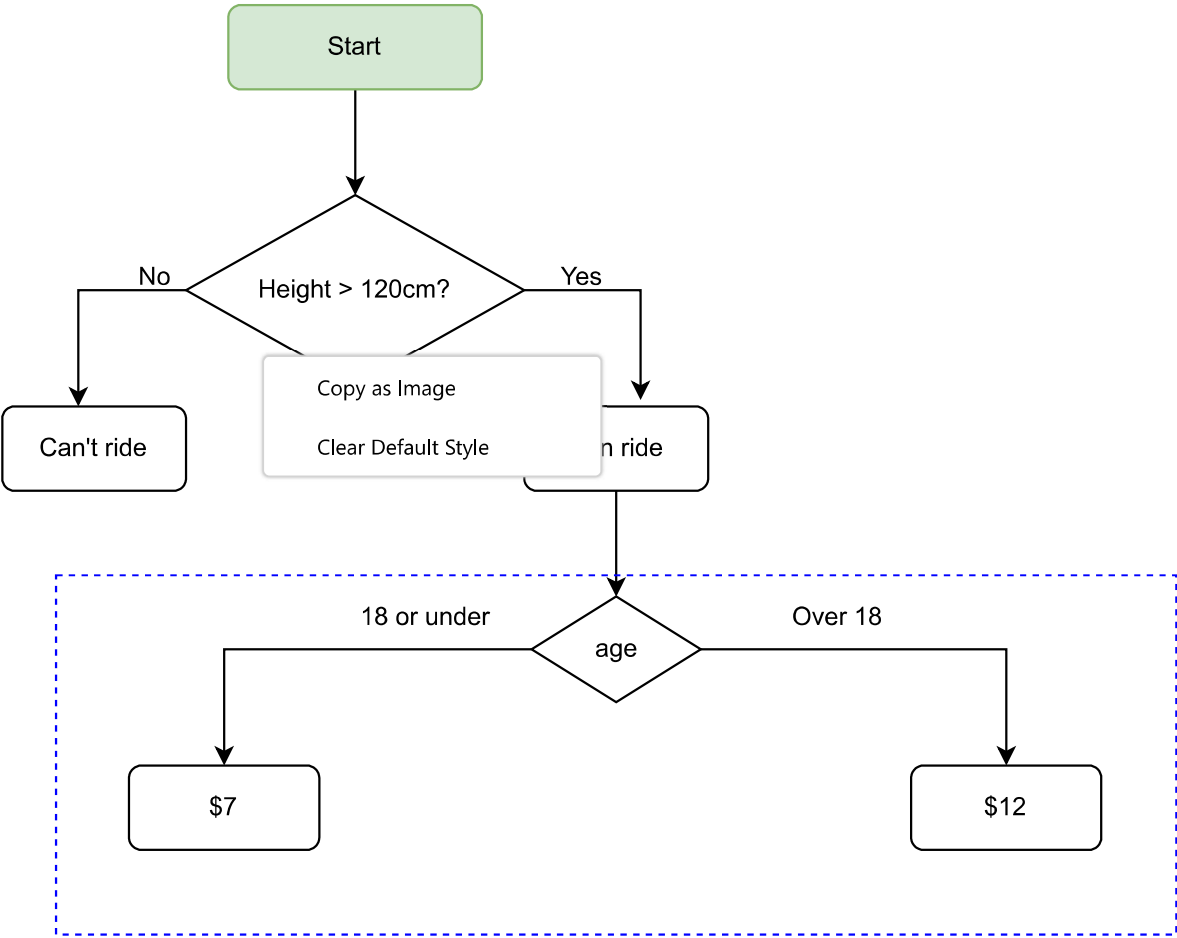 Start
No
Yes
Height > 120cm?
Copy as Image
Can't ride
Clear Default Style
ride
18 or under
Over 18
age
$7
$12